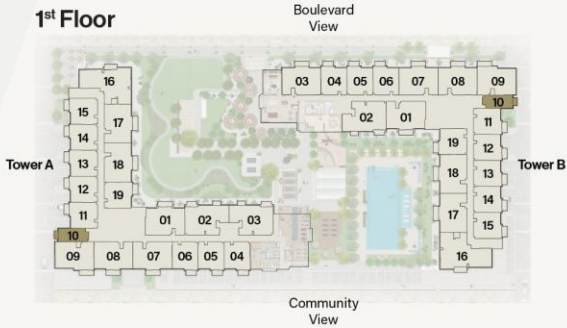 1st Floor
Boulevard
View
16
03 04 05 06 07 08 09
10
15
17
02 01
11
14
19
12
Tower A
13
18
18
13
Tower B
12
19
14
11
01 02 03
17
15
10
09 08 07 06 05 04
16
Community
View